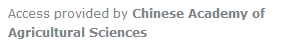 Access provided by Chinese Academy of
Agricultural Sciences